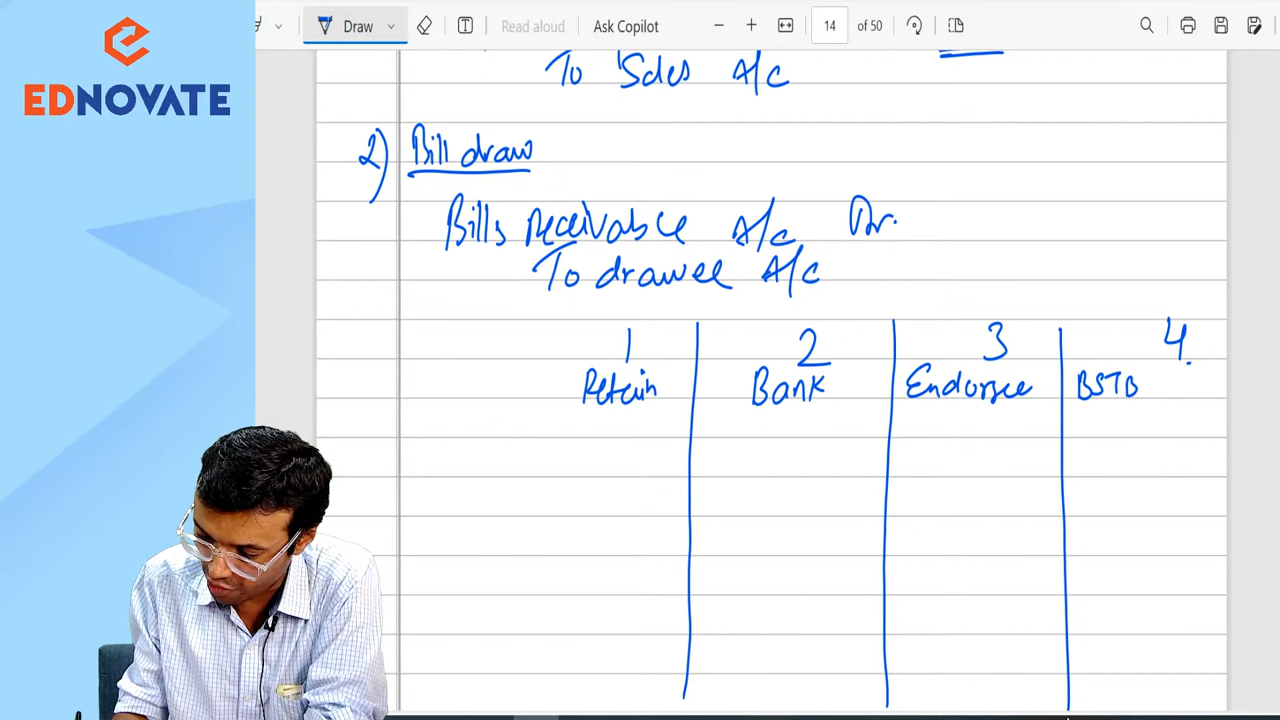 Draw
Read aloud
Ask Copilot
14
of 50
EDNOVATE
To Sales A/c
2) Bill draw
Bills receivable A/c Dr.
To drawee A/c
1 2 3 4
Retain Bank Endorsee BSTB